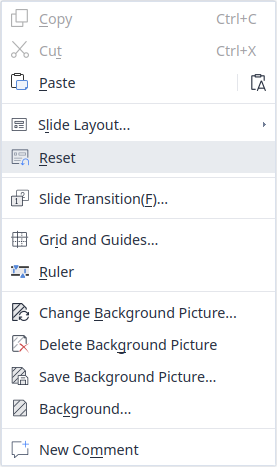 Copy Ctrl+C
Cut Ctrl+X
Paste
Slide Layout...
Reset
Slide Transition(F)...
Grid and Guides...
Ruler
Change Background Picture...
Delete Background Picture
Save Background Picture...
Background...
New Comment